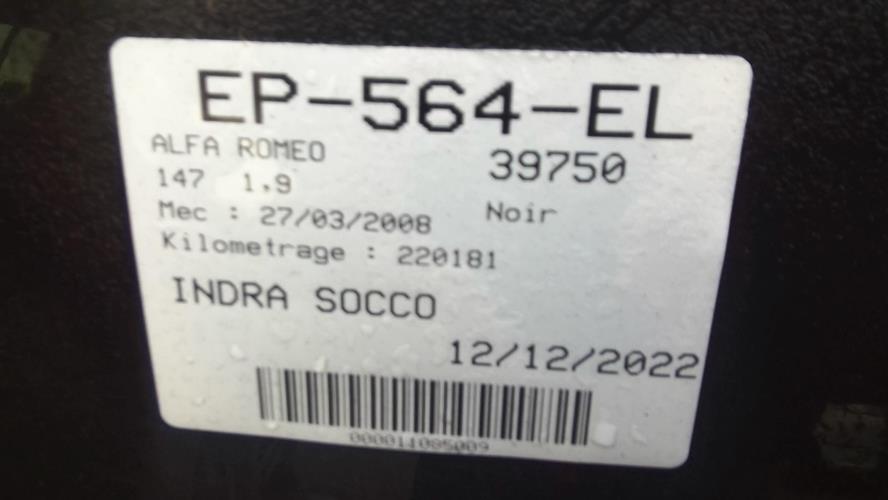 EP-564-EL
ALFA ROMEO 39750
147 1,9
Mec : 27/03/2008 Noir
Kilometrage : 220181
INDRA SOCCO
12/12/2022
000011085009